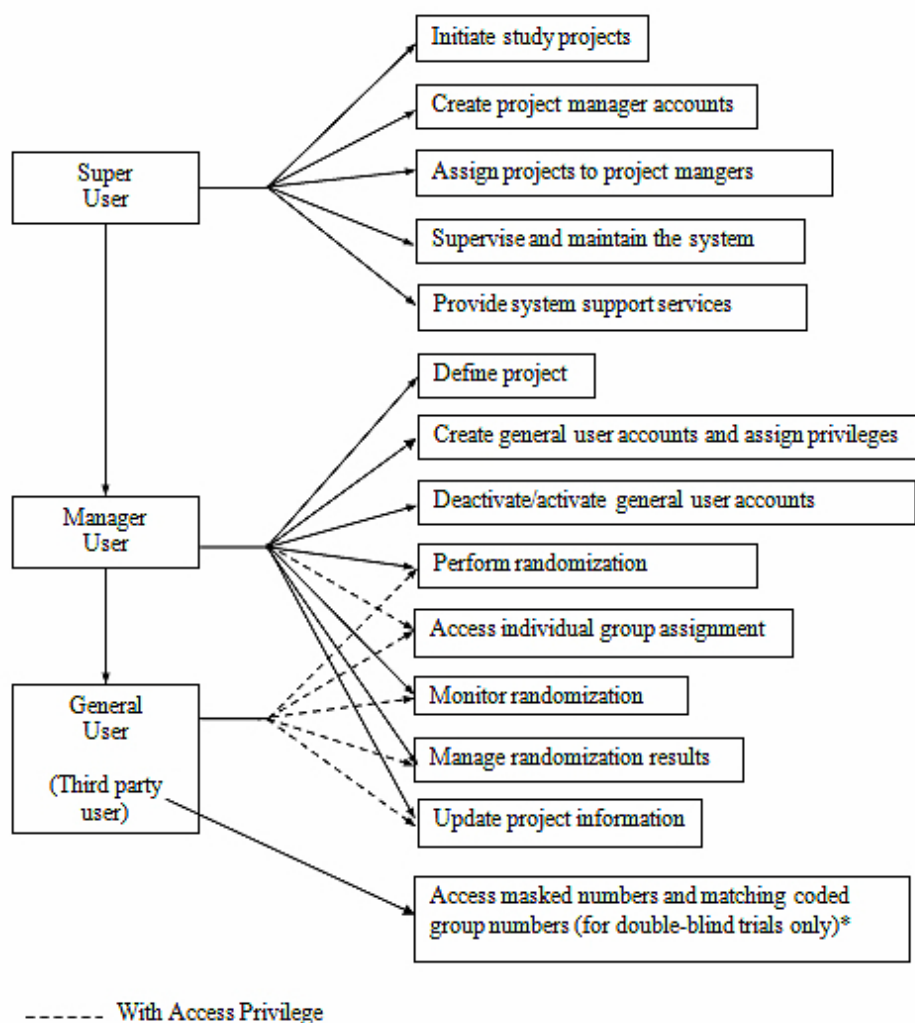 Initiate study projects
Create project manager accounts
Assign projects to project mangers
Super
User
Supervise and maintain the system
Provide system support services
Define project
Create general user accounts and assign privileges
Deactivate/activate general user accounts
Manager
User
Perform randomization
Access individual group assignment
Monitor randomization
General
User
(Third party
user)
Manage randomization results
Update project information
Access masked numbers and matching coded
group numbers (for double-blind trials only)*
With Access Privilege